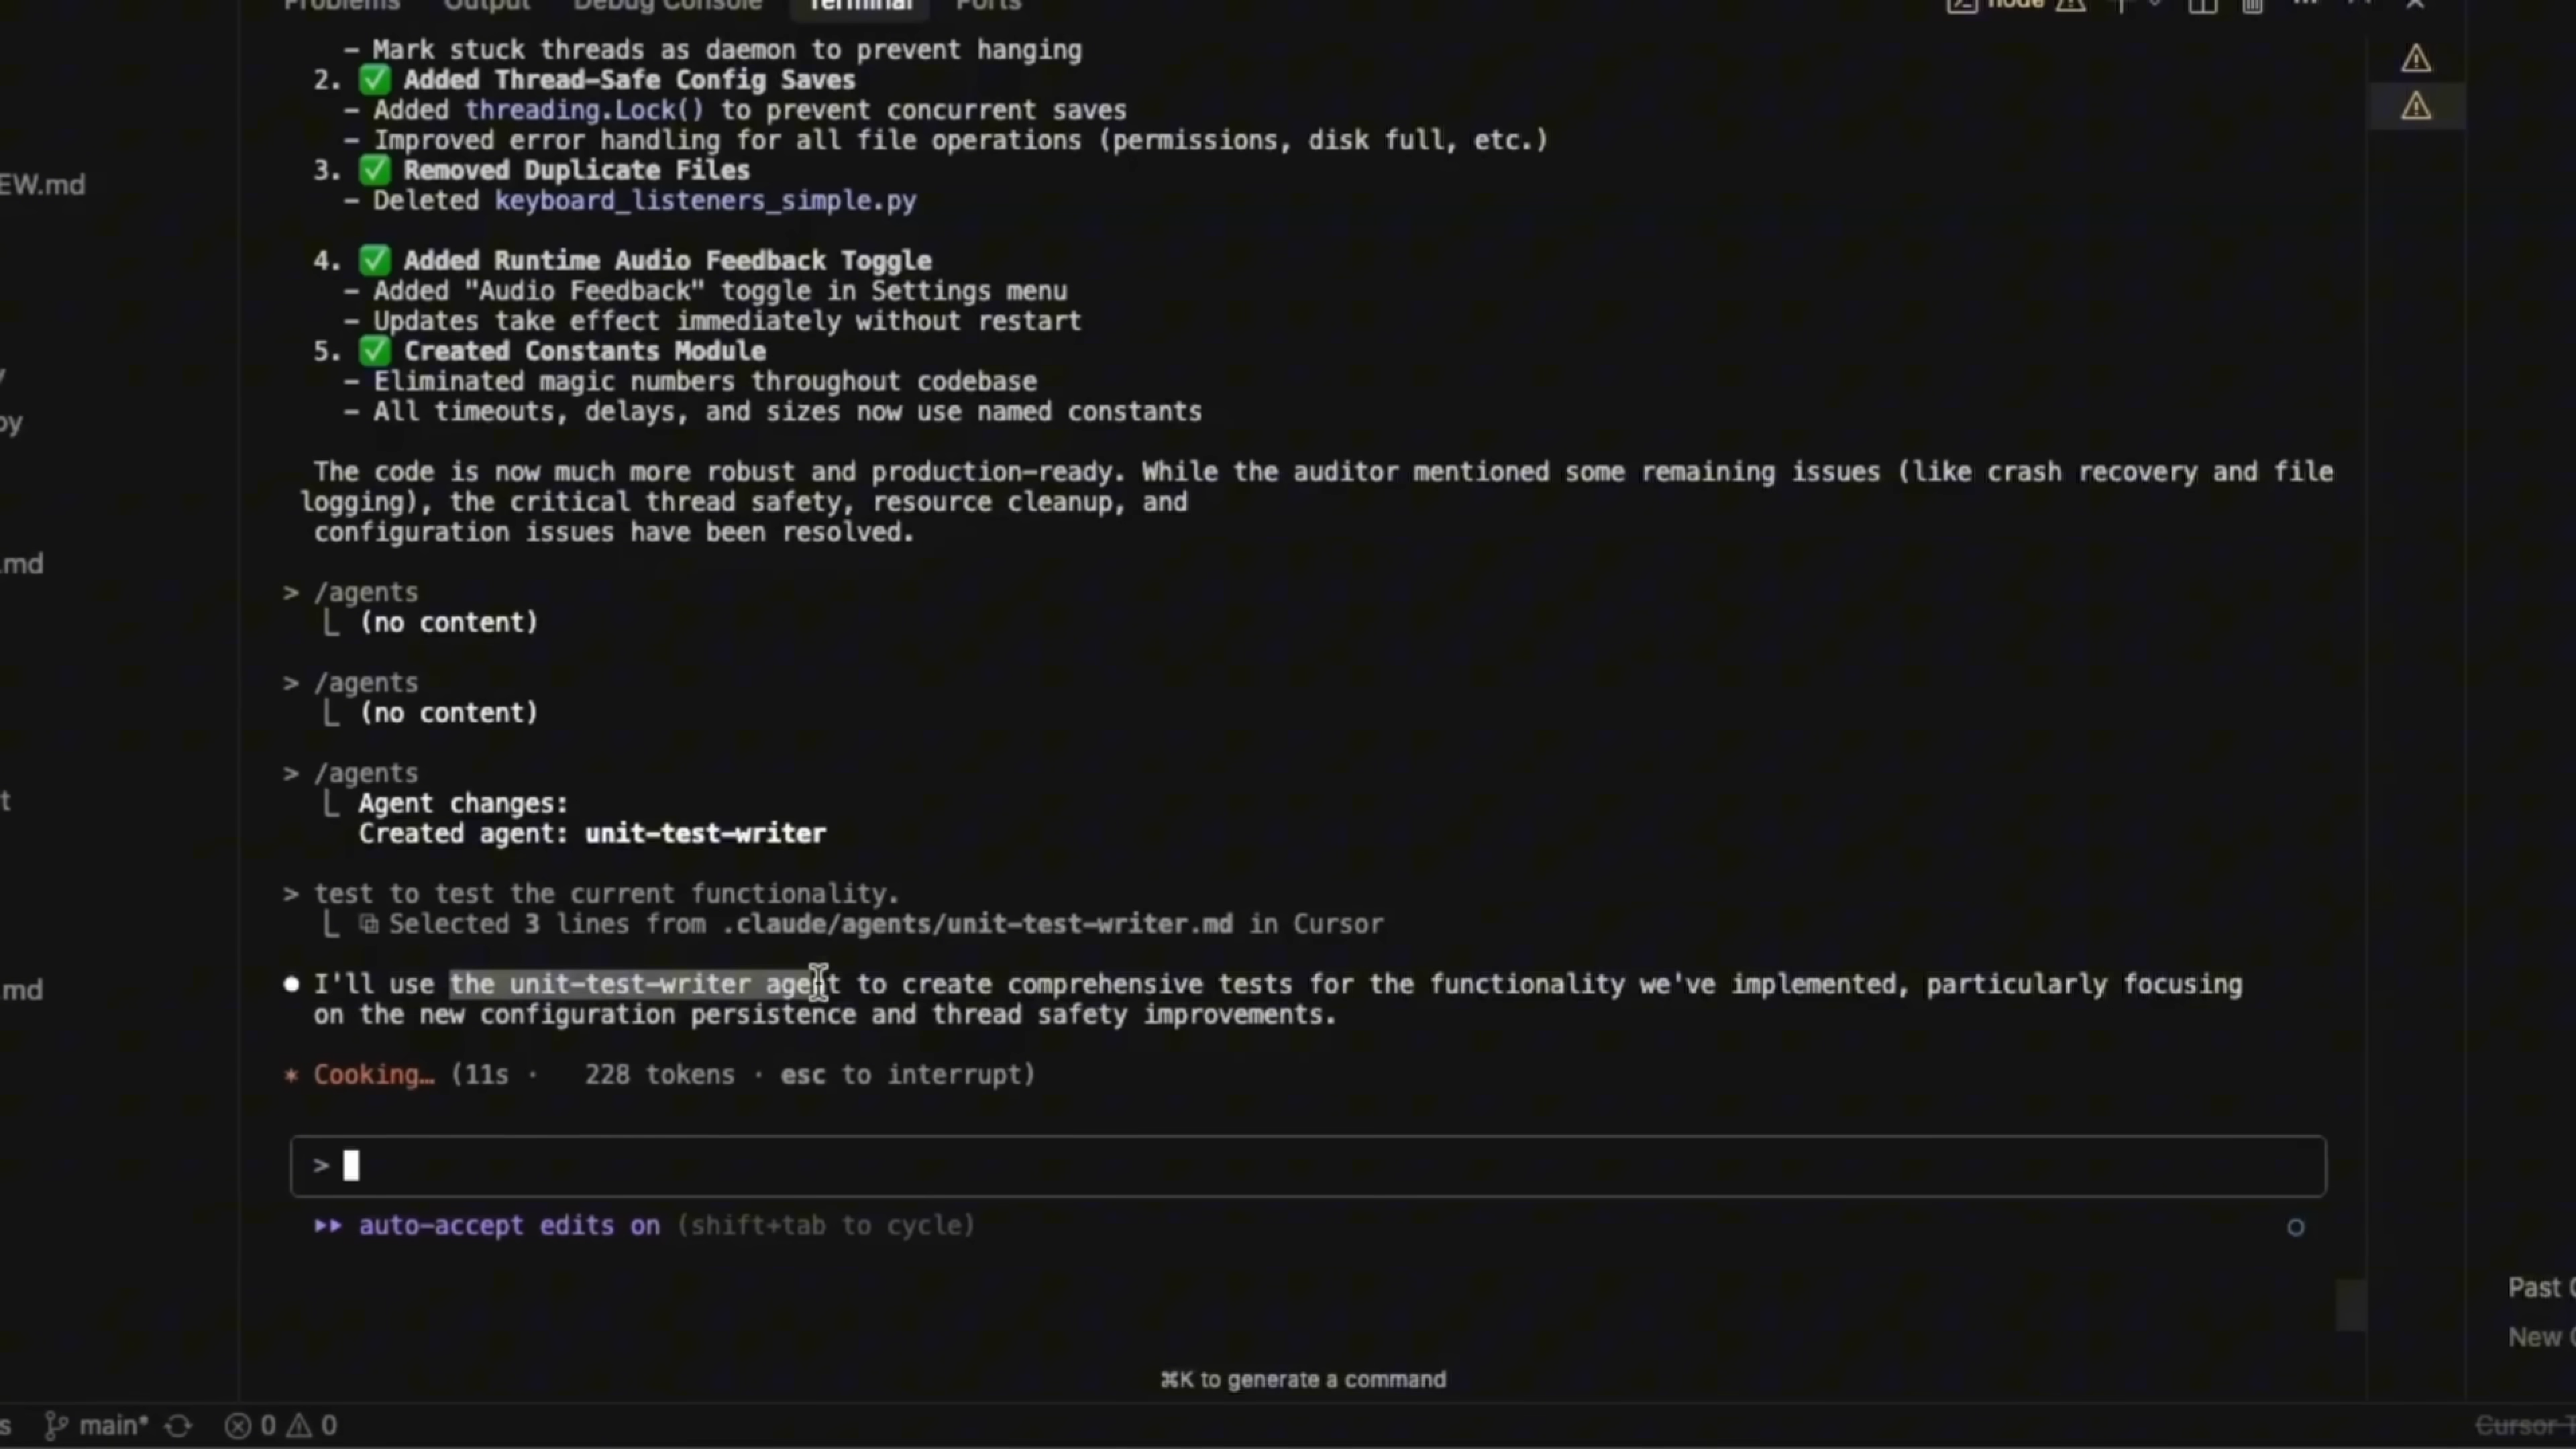 Problems Output Debug Console Terminal Ports
node
– Mark stuck threads as daemon to prevent hanging
2. ✅ Added Thread-Safe Config Saves
– Added threading.Lock() to prevent concurrent saves
– Improved error handling for all file operations (permissions, disk full, etc.)
3. ✅ Removed Duplicate Files
– Deleted keyboard_listeners_simple.py
4. ✅ Added Runtime Audio Feedback Toggle
– Added "Audio Feedback" toggle in Settings menu
– Updates take effect immediately without restart
5. ✅ Created Constants Module
– Eliminated magic numbers throughout codebase
– All timeouts, delays, and sizes now use named constants
The code is now much more robust and production-ready. While the auditor mentioned some remaining issues (like crash recovery and file
logging), the critical thread safety, resource cleanup, and
configuration issues have been resolved.
> /agents
(no content)
> /agents
(no content)
> /agents
Agent changes:
Created agent: unit-test-writer
> test to test the current functionality.
Selected 3 lines from .claude/agents/unit-test-writer.md in Cursor
● I'll use the unit-test-writer agent to create comprehensive tests for the functionality we've implemented, particularly focusing
on the new configuration persistence and thread safety improvements.
* Cooking… (11s · 228 tokens · esc to interrupt)
>
auto-accept edits on (shift+tab to cycle)
⌘K to generate a command
EW.md
py
.md
t
.md
Past
New
s main* 0 0
Cursor